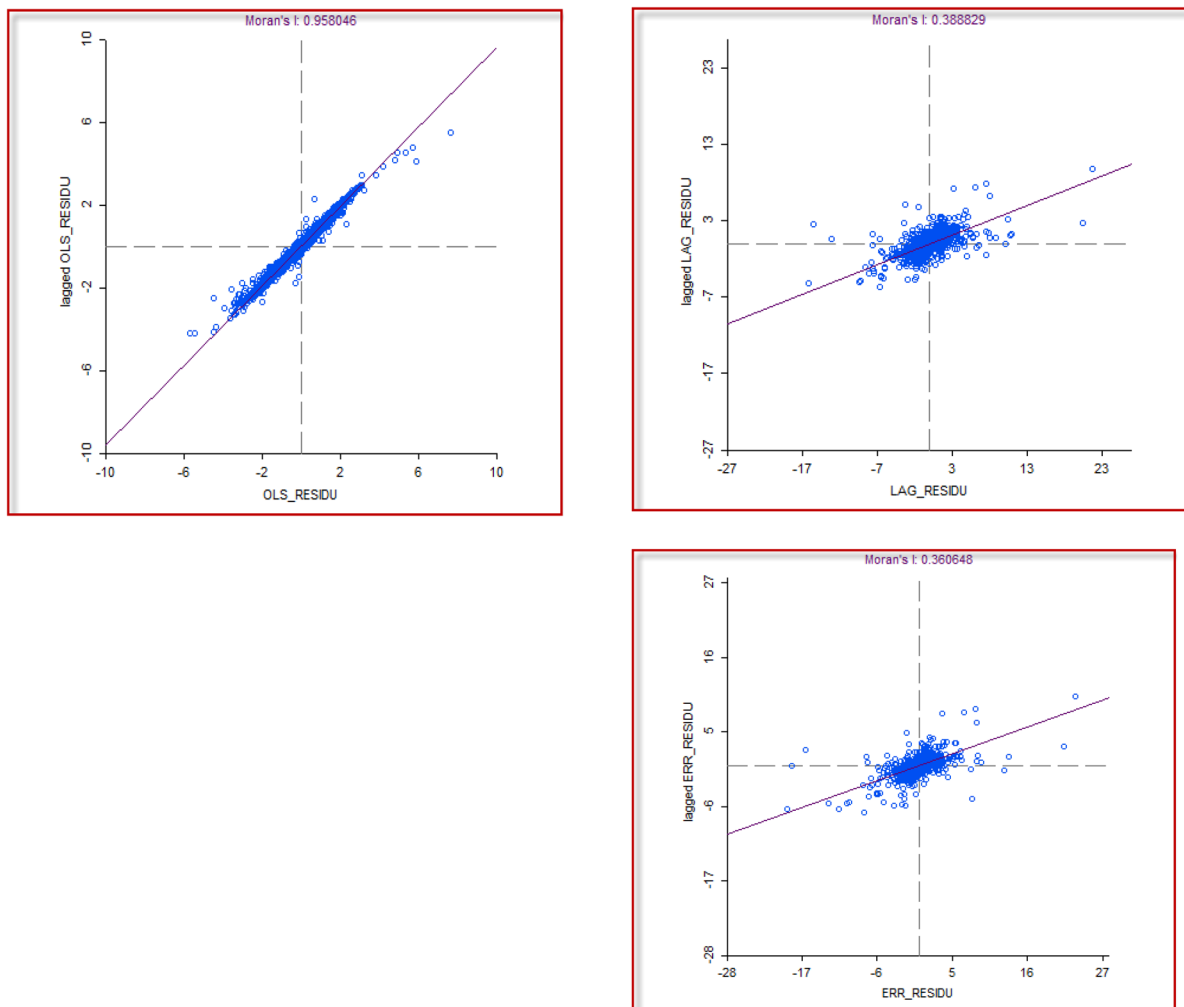 Moran's I: 0.958046
10
6
2
-2
-6
-10
lagged OLS_RESIDU
-10 -6 -2 2 6 10
OLS_RESIDU
Moran's I: 0.388829
23
13
3
-7
-17
-27
lagged LAG_RESIDU
-27 -17 -7 3 13 23
LAG_RESIDU
Moran's I: 0.360648
27
16
5
-6
-17
-28
lagged ERR_RESIDU
-28 -17 -6 5 16 27
ERR_RESIDU